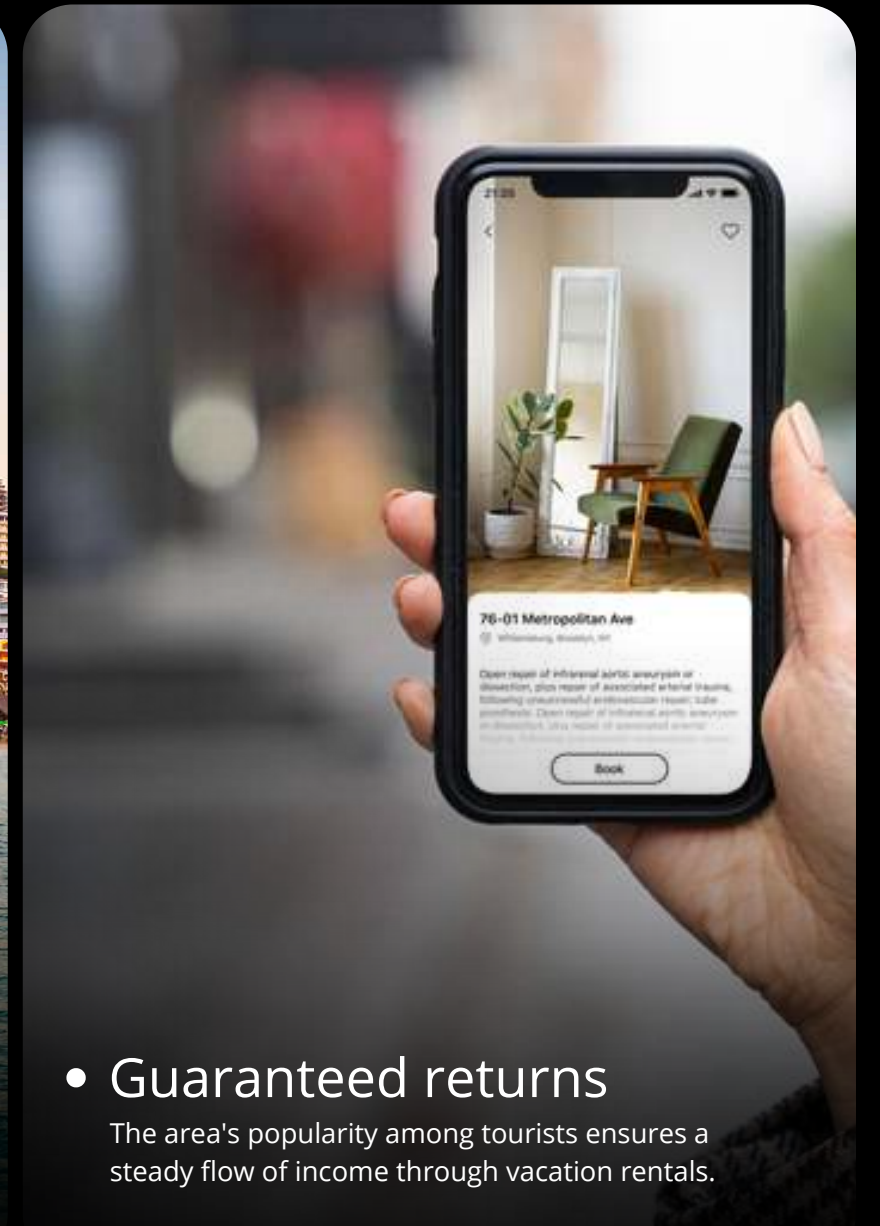 21:25
76-01 Metropolitan Ave
Williamsburg, Brooklyn, NY
Open repair of infrarenal aortic aneurysm or
dissection, plus repair of associated arterial trauma,
following unsuccessful endovascular repair; tube
prosthesis. Open repair of infrarenal aortic aneurysm
or dissection, plus repair of associated arterial
Book
Guaranteed returns
The area's popularity among tourists ensures a
steady flow of income through vacation rentals.